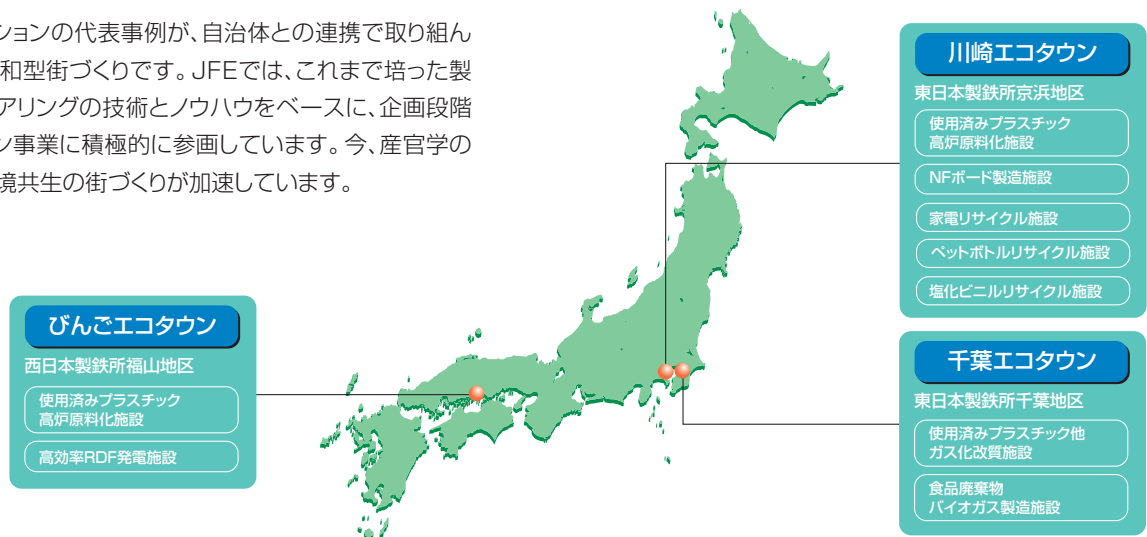 ションの代表事例が、自治体との連携で取り組ん
和型街づくりです。JFEでは、これまで培った製
アリングの技術とノウハウをベースに、企画段階
ン事業に積極的に参画しています。今、産官学の
境共生の街づくりが加速しています。
川崎エコタウン
東日本製鉄所京浜地区
使用済みプラスチック
高炉原料化施設
NFボード製造施設
家電リサイクル施設
ペットボトルリサイクル施設
塩化ビニルリサイクル施設
びんごエコタウン
西日本製鉄所福山地区
使用済みプラスチック
高炉原料化施設
高効率RDF発電施設
千葉エコタウン
東日本製鉄所千葉地区
使用済みプラスチック他
ガス化改質施設
食品廃棄物
バイオガス製造施設